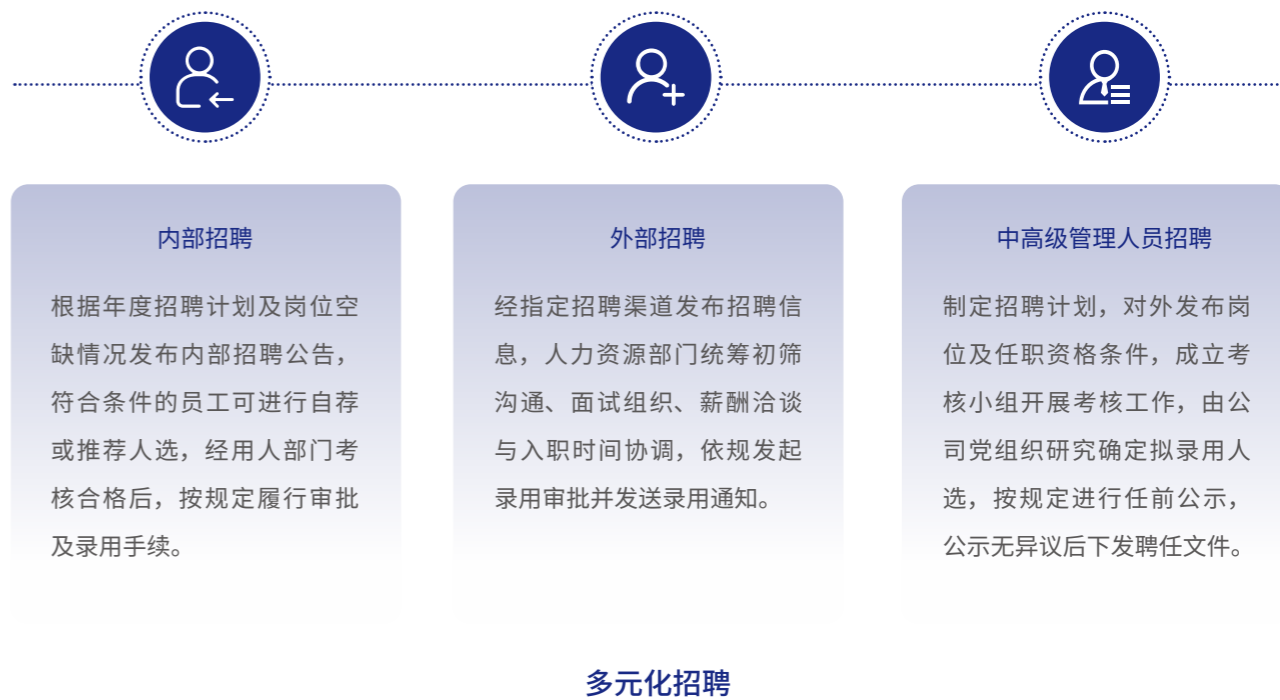 内部招聘
根据年度招聘计划及岗位空
缺情况发布内部招聘公告，
符合条件的员工可进行自荐
或推荐人选，经用人部门考
核合格后，按规定履行审批
及录用手续。
外部招聘
经指定招聘渠道发布招聘信
息，人力资源部门统筹初筛
沟通、面试组织、薪酬洽谈
与入职时间协调，依规发起
录用审批并发送录用通知。
中高级管理人员招聘
制定招聘计划，对外发布岗
位及任职资格条件，成立考
核小组开展考核工作，由公
司党组织研究确定拟录用人
选，按规定进行任前公示，
公示无异议后下发聘任文件。
多元化招聘